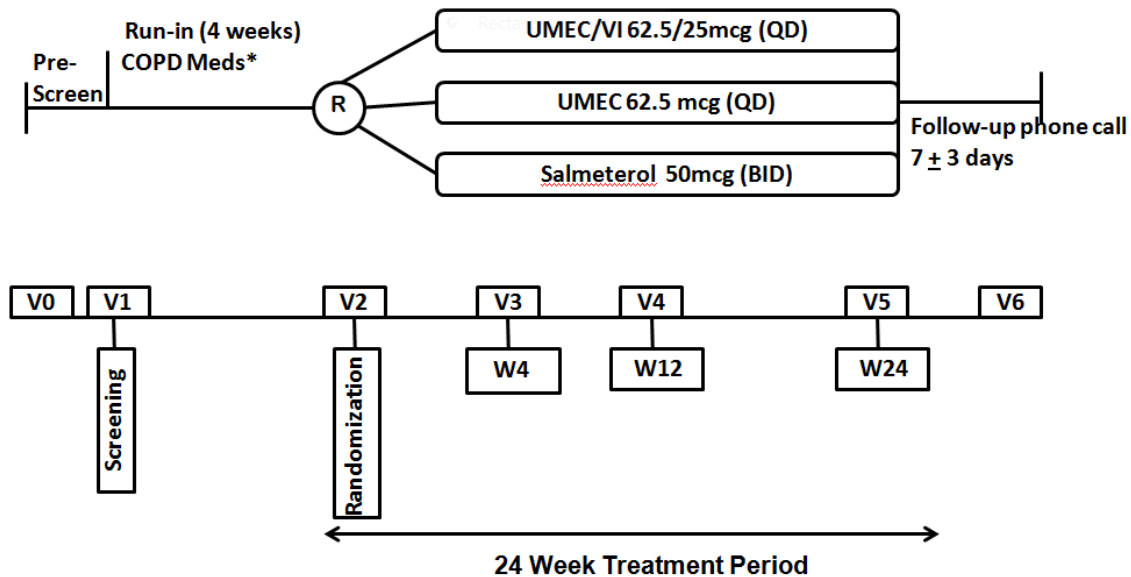 Run-in (4 weeks)
COPD Meds*
Pre-
Screen
R
UMEC/VI 62.5/25mcg (QD)
UMEC 62.5 mcg (QD)
Salmeterol 50mcg (BID)
Follow-up phone call
7 ± 3 days
V0
V1
V2
V3
V4
V5
V6
Screening
Randomization
W4
W12
W24
24 Week Treatment Period